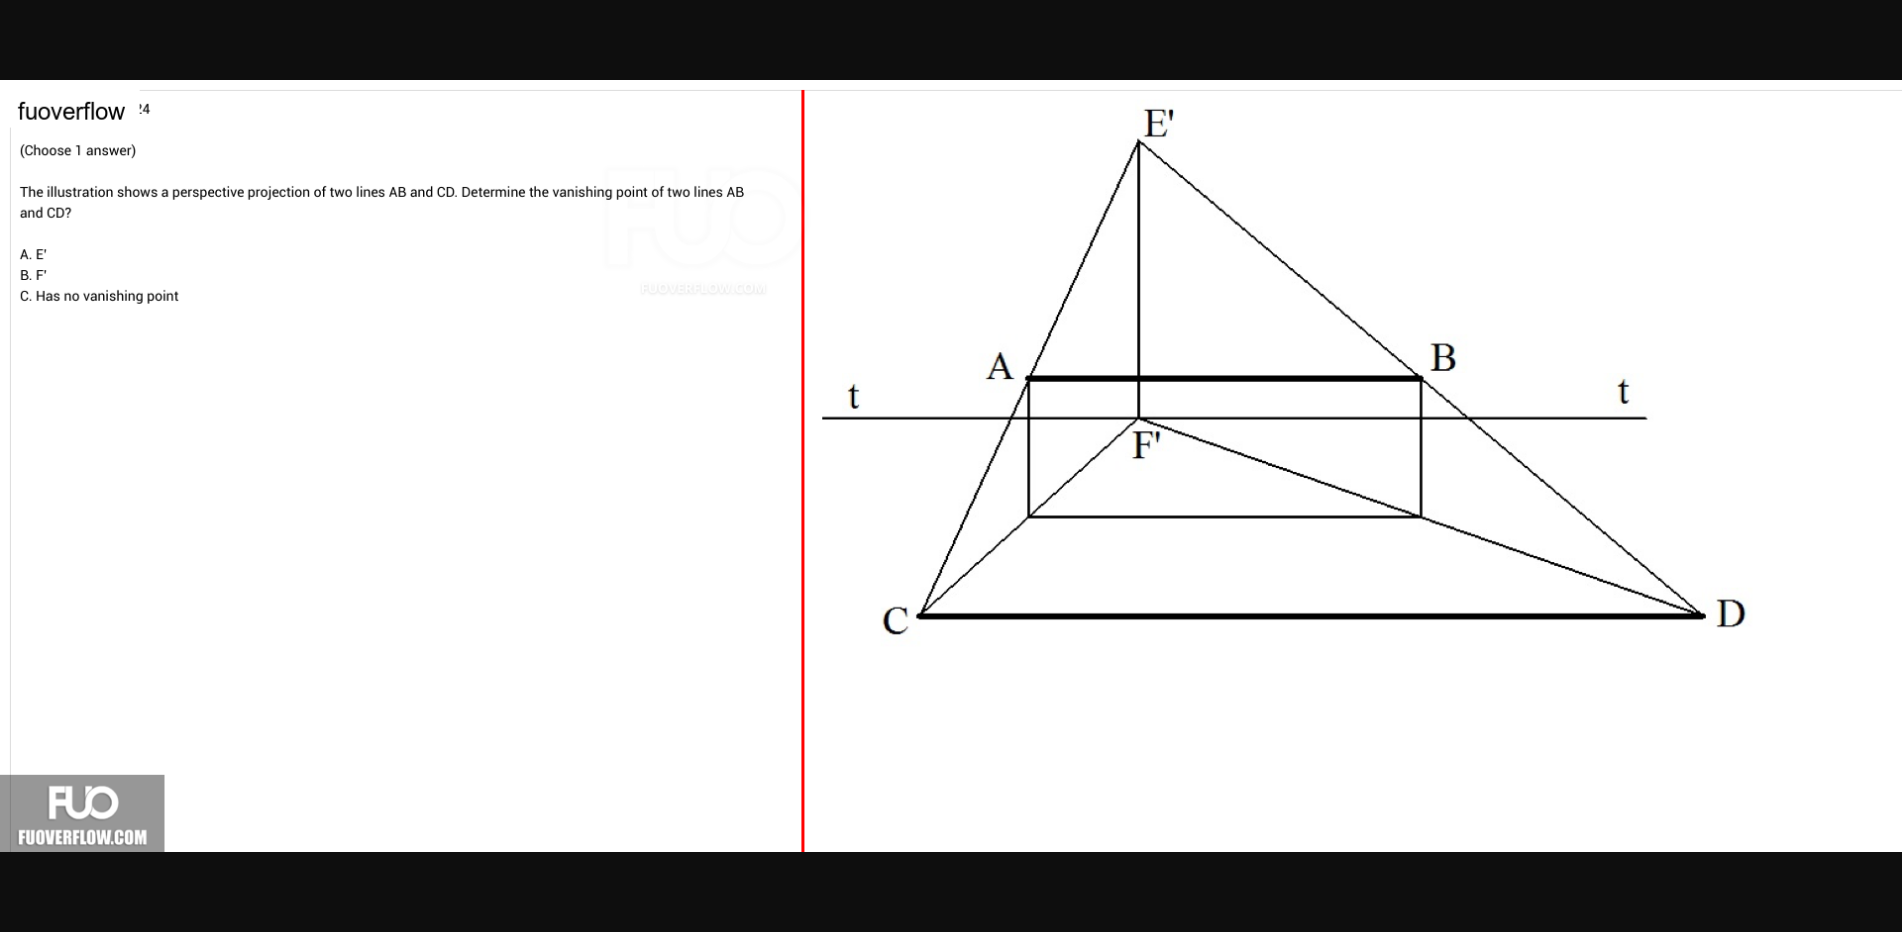 fuoverflow !4
(Choose 1 answer)
The illustration shows a perspective projection of two lines AB and CD. Determine the vanishing point of two lines AB
and CD?
A. E'
B. F'
C. Has no vanishing point
FUO
FUOVERFLOW.COM
FUO
FUOVERFLOW.COM
E'
A
B
t
t
F'
C
D